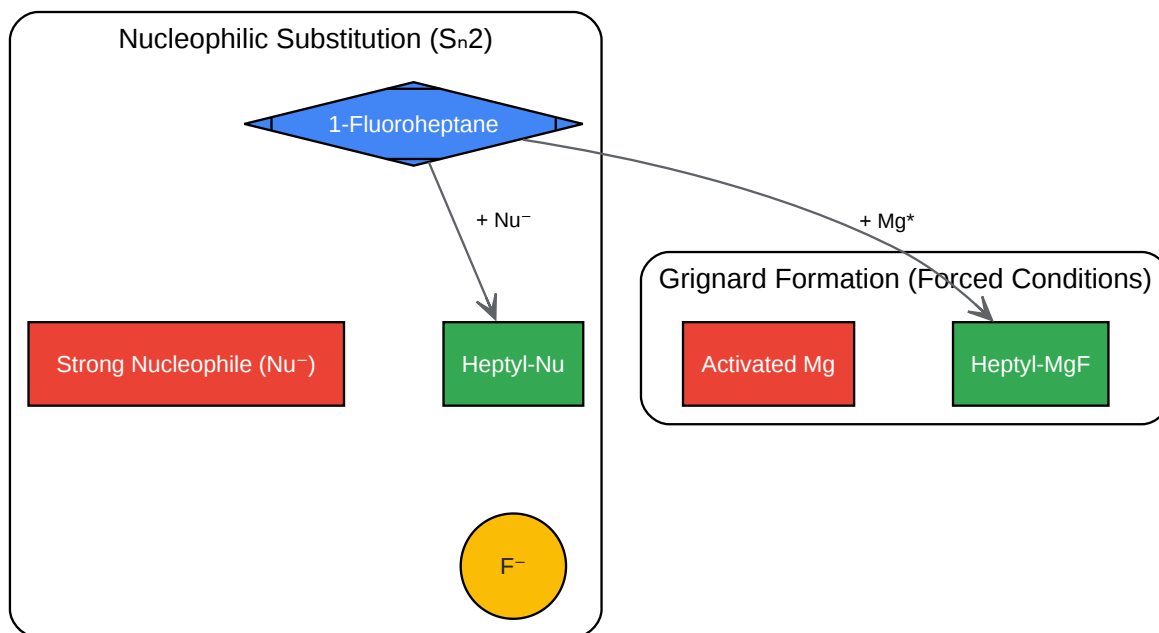 Nucleophilic Substitution (Sₙ2)
1-Fluoroheptane
+ Nu⁻
+ Mg*
Grignard Formation (Forced Conditions)
Strong Nucleophile (Nu⁻)
Heptyl-Nu
Activated Mg
Heptyl-MgF
F⁻